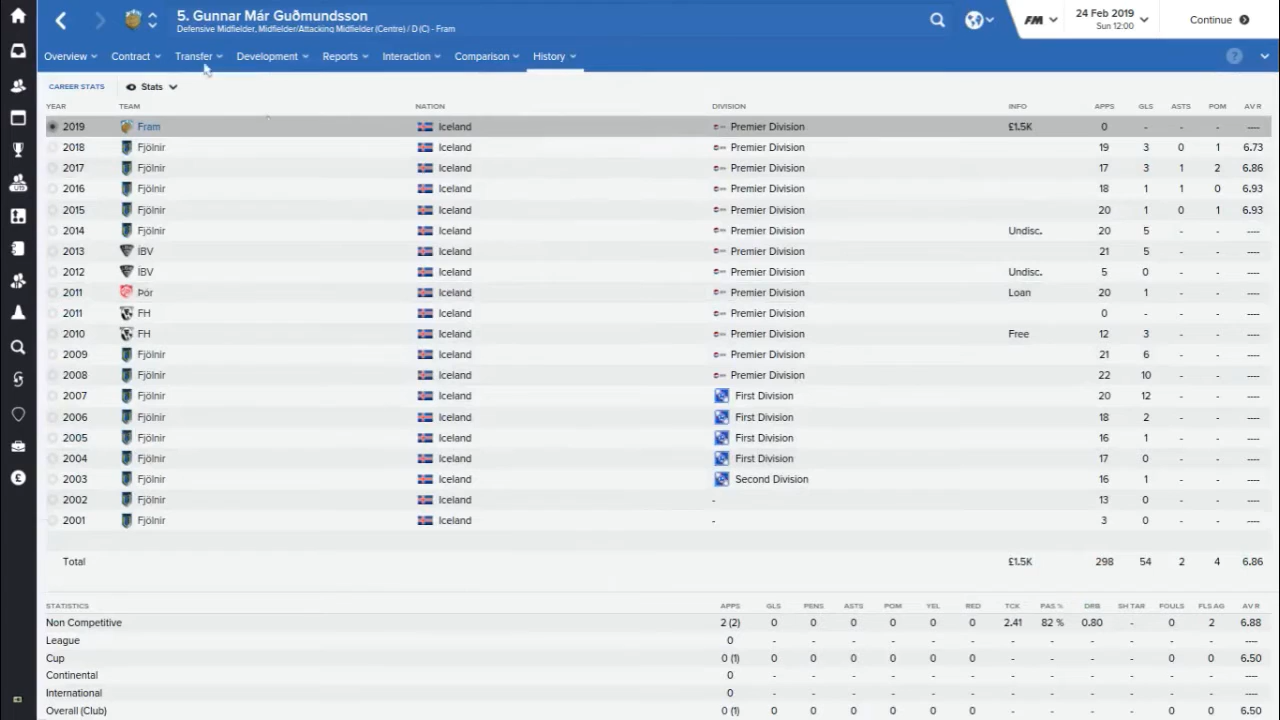 5. Gunnar Már Guðmundsson
Defensive Midfielder, Midfielder/Attacking Midfielder (Centre) / D (C) - Fram
FM
24 Feb 2019
Sun 12:00
Continue
Overview Contract Transfer Development Reports Interaction Comparison History ?
CAREER STATS Stats
YEAR TEAM NATION DIVISION INFO APPS GLS ASTS POM AV R
2019 Fram Iceland Premier Division £1.5K 0 - - - ----
2018 Fjölnir Iceland Premier Division 19 3 0 1 6.73
2017 Fjölnir Iceland Premier Division 17 3 1 2 6.86
2016 Fjölnir Iceland Premier Division 18 1 1 0 6.93
2015 Fjölnir Iceland Premier Division 20 1 0 1 6.93
2014 Fjölnir Iceland Premier Division Undisc. 20 5 - - ----
2013 ÍBV Iceland Premier Division 21 5 - - ----
2012 ÍBV Iceland Premier Division Undisc. 5 0 - - ----
2011 Þór Iceland Premier Division Loan 20 1 - - ----
2011 FH Iceland Premier Division 0 - - - ----
2010 FH Iceland Premier Division Free 12 3 - - ----
2009 Fjölnir Iceland Premier Division 21 6 - - ----
2008 Fjölnir Iceland Premier Division 22 10 - - ----
2007 Fjölnir Iceland First Division 20 12 - - ----
2006 Fjölnir Iceland First Division 18 2 - - ----
2005 Fjölnir Iceland First Division 16 1 - - ----
2004 Fjölnir Iceland First Division 17 0 - - ----
2003 Fjölnir Iceland Second Division 16 1 - - ----
2002 Fjölnir Iceland - 13 0 - - ----
2001 Fjölnir Iceland - 3 0 - - ----
Total £1.5K 298 54 2 4 6.86
STATISTICS APPS GLS PENS ASTS POM YEL RED TCK PAS % DRB SH TAR FOULS FLS AG AV R
Non Competitive 2 (2) 0 0 0 0 0 0 2.41 82 % 0.80 - 0 2 6.88
League 0 - - - - - - - - - - - - ----
Cup 0 (1) 0 0 0 0 0 0 - - - - 0 0 6.50
Continental 0 - - - - - - - - - - - - ----
International 0 - - - - - - - - - - - - ----
Overall (Club) 0 (1) 0 0 0 0 0 0 - - - - 0 0 6.50